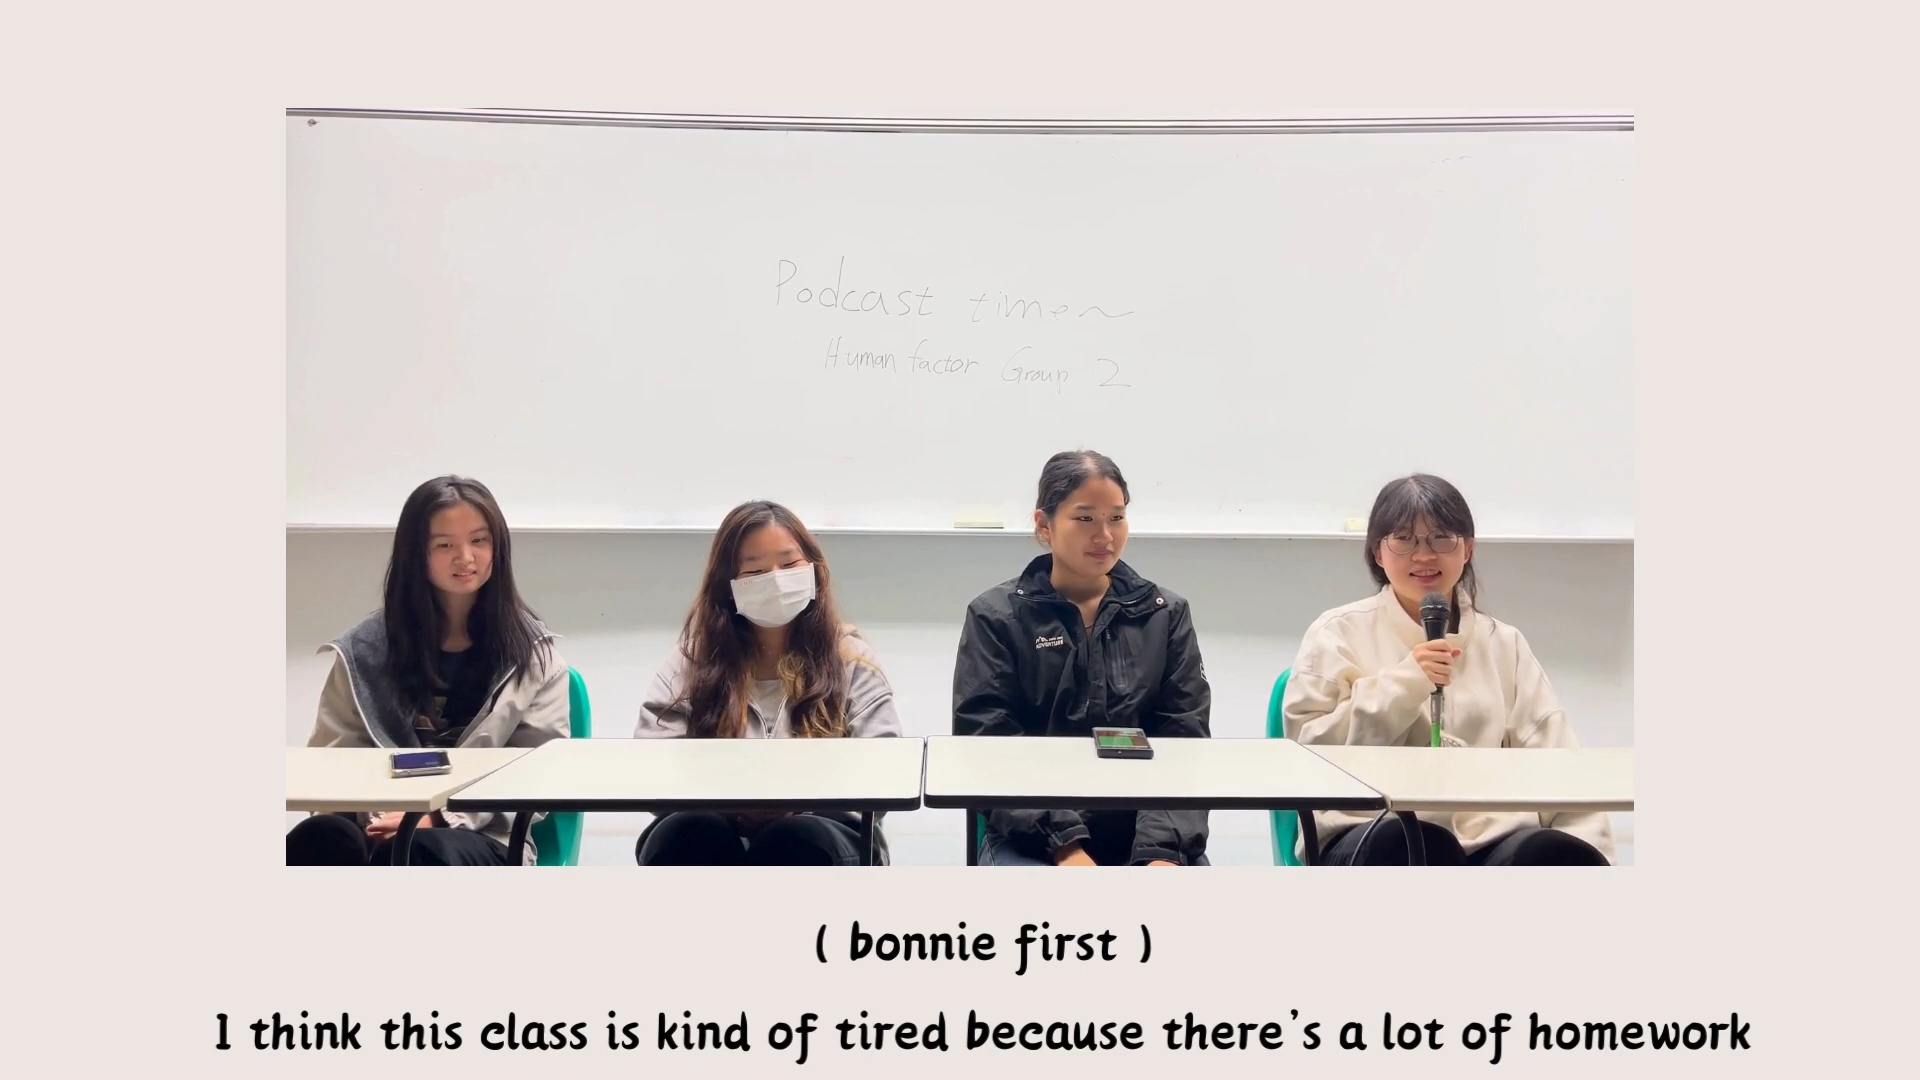 Podcast time~
Human factor Group 2
ADVENTURE
( bonnie first )
I think this class is kind of tired because there's a lot of homework